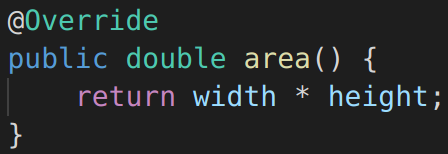 @Override
public double area() {
    return width * height;
}